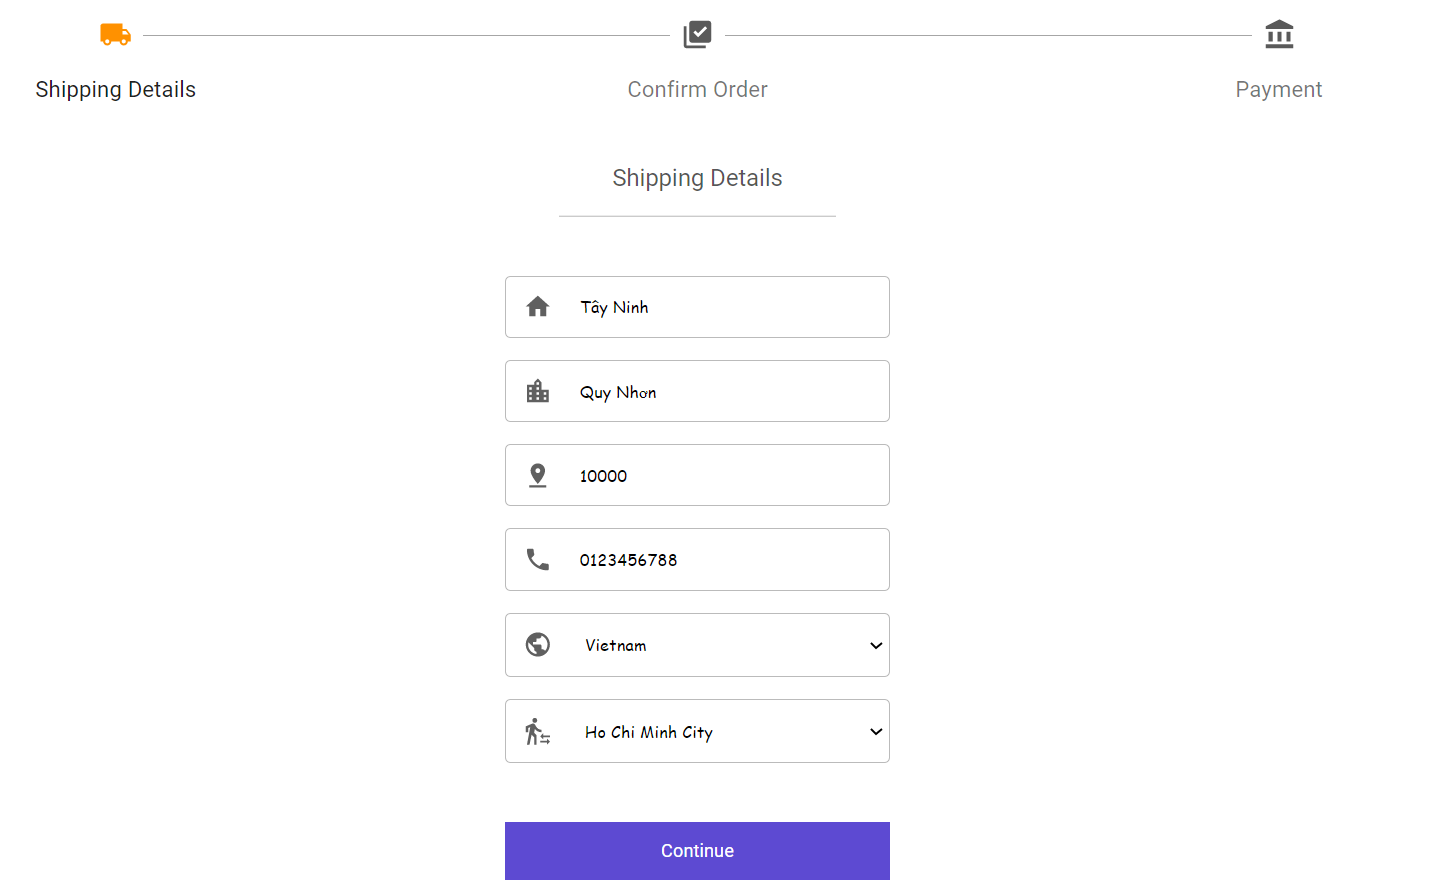 Shipping Details
Confirm Order
Payment
Shipping Details
Tây Ninh
Quy Nhơn
10000
0123456788
Vietnam
Ho Chi Minh City
Continue